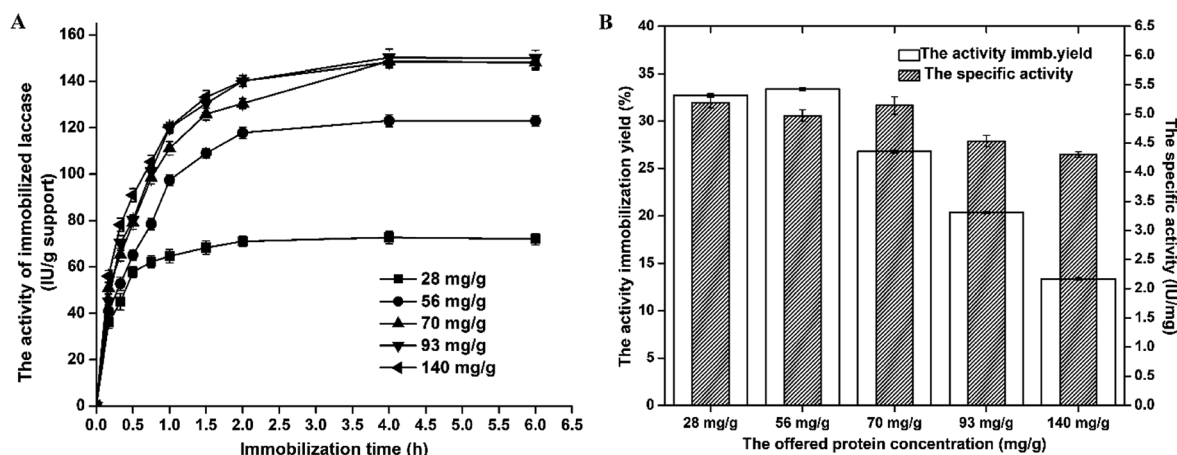 A
The activity of immobilized laccase
(IU/g support)
160
140
120
100
80
60
40
20
0
28 mg/g
56 mg/g
70 mg/g
93 mg/g
140 mg/g
0.0 0.5 1.0 1.5 2.0 2.5 3.0 3.5 4.0 4.5 5.0 5.5 6.0 6.5
Immobilization time (h)
B
The activity immobilization yield (%)
40
35
30
25
20
15
10
5
0
The activity immb.yield
The specific activity
6.5
6.0
5.5
5.0
4.5
4.0
3.5
3.0
2.5
2.0
1.5
1.0
0.5
0.0
The specific activity (IU/mg)
28 mg/g 56 mg/g 70 mg/g 93 mg/g 140 mg/g
The offered protein concentration (mg/g)